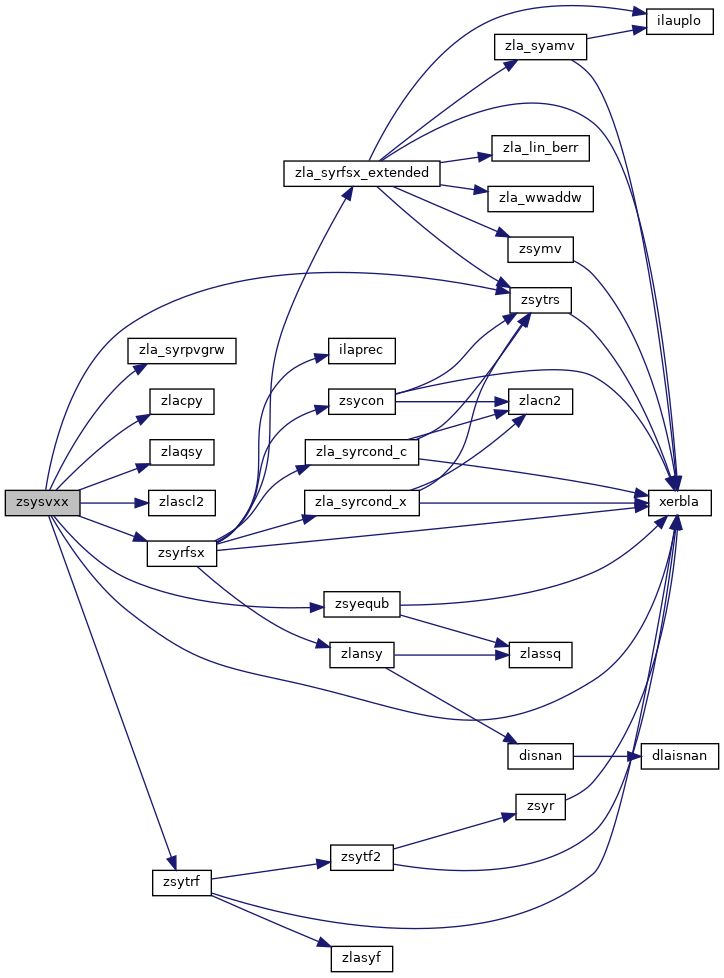 ilauplo
zla_syamv
zla_lin_berr
zla_syrfsx_extended
zla_wwaddw
zsymv
zsytrs
zla_syrpvgrw
ilaprec
zlacpy
zsycon
zlacn2
zlaqsy
zla_syrcond_c
zsysvxx
zlascl2
zla_syrcond_x
xerbla
zsyrfsx
zsyequb
zlansy
zlassq
disnan
dlaisnan
zsyr
zsytf2
zsytrf
zlasyf